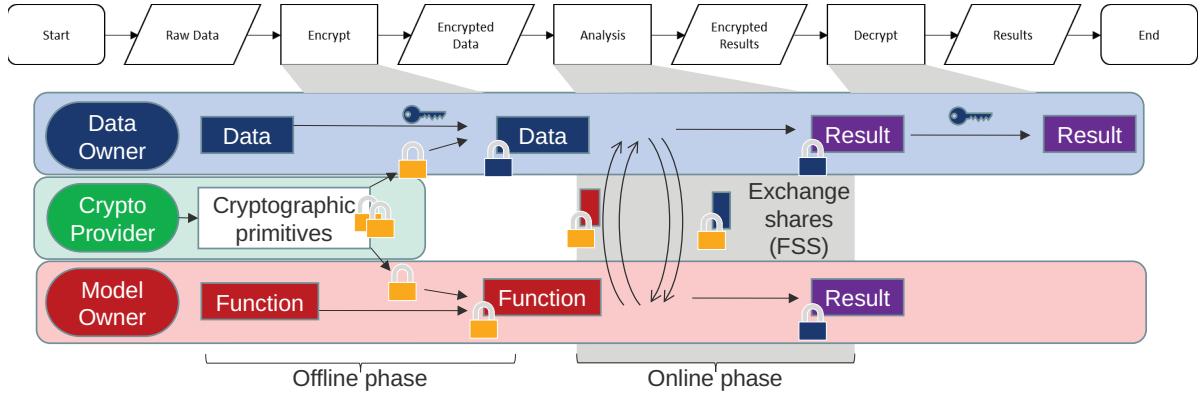 Start
Raw Data
Encrypt
Encrypted
Data
Analysis
Encrypted
Results
Decrypt
Results
End
Data
Owner
Data
Data
Result
Result
Crypto
Provider
Cryptographic
primitives
Exchange
shares
(FSS)
Model
Owner
Function
Function
Result
Offline phase
Online phase